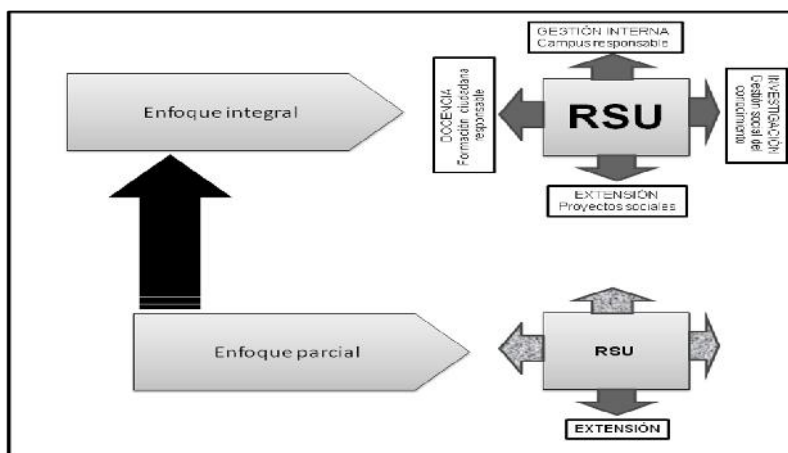 GESTIÓN INTERNA
Campus responsable
Enfoque integral
DOCENCIA
Formación ciudadana
responsable
RSU
INVESTIGACIÓN
Gestión social del
conocimiento
EXTENSIÓN
Proyectos sociales
Enfoque parcial
RSU
EXTENSIÓN